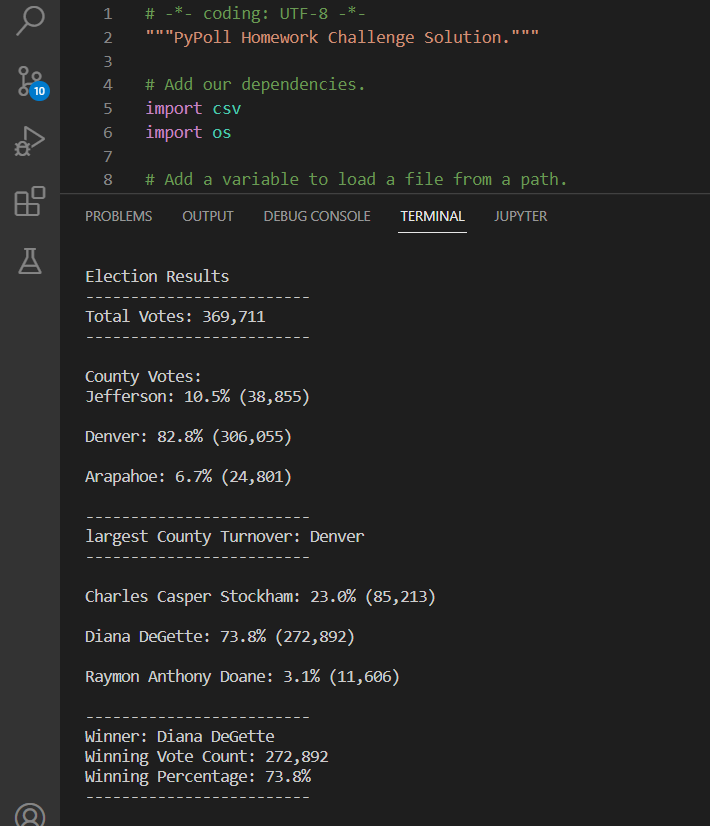 1 # -*- coding: UTF-8 -*-
2 """PyPoll Homework Challenge Solution."""
3
4 # Add our dependencies.
5 import csv
6 import os
7
8 # Add a variable to load a file from a path.
10
PROBLEMS OUTPUT DEBUG CONSOLE TERMINAL JUPYTER
Election Results
-------------------------
Total Votes: 369,711
-------------------------
County Votes:
Jefferson: 10.5% (38,855)
Denver: 82.8% (306,055)
Arapahoe: 6.7% (24,801)
-------------------------
largest County Turnover: Denver
-------------------------
Charles Casper Stockham: 23.0% (85,213)
Diana DeGette: 73.8% (272,892)
Raymon Anthony Doane: 3.1% (11,606)
-------------------------
Winner: Diana DeGette
Winning Vote Count: 272,892
Winning Percentage: 73.8%
-------------------------